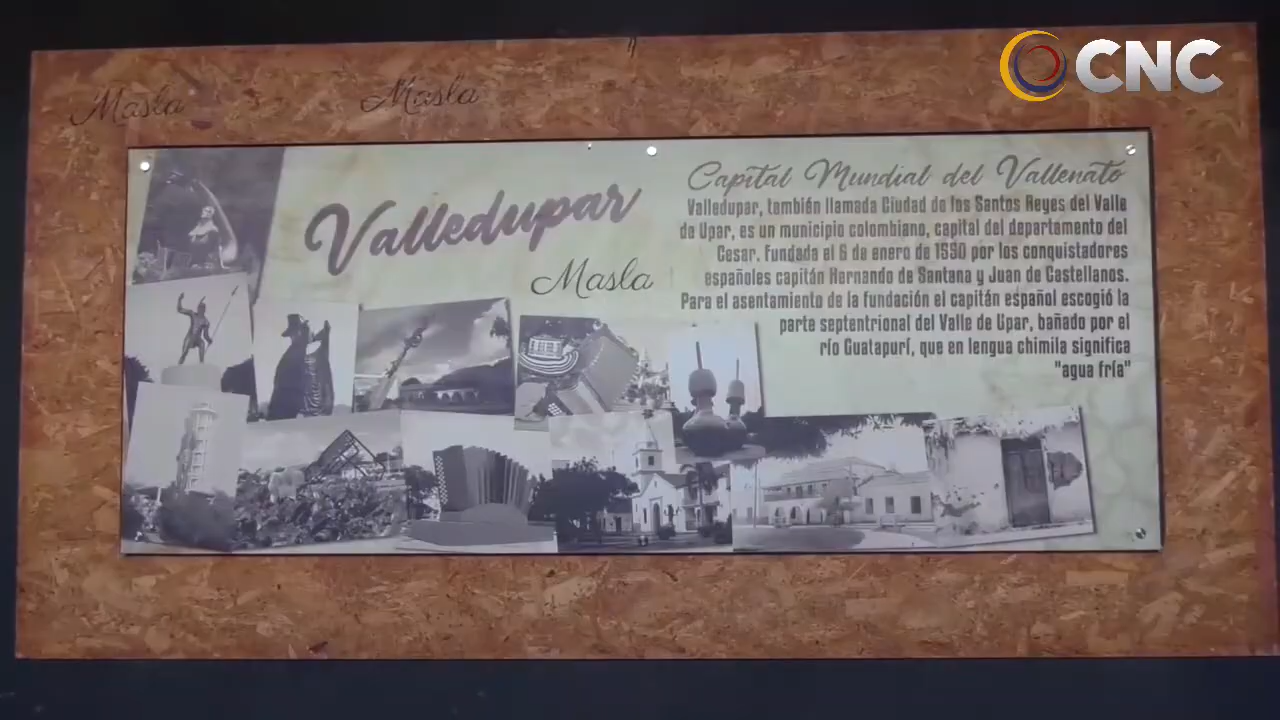 CNC
Masla
Masla
Valledupar
Masla
Capital Mundial del Vallenato
Valledupar, también llamada Ciudad de los Santos Reyes del Valle
de Upar, es un municipio colombiano, capital del departamento del
Cesar. Fundada el 6 de enero de 1550 por los conquistadores
españoles capitán Hernando de Santana y Juan de Castellanos.
Para el asentamiento de la fundación el capitán español escogió la
parte septentrional del Valle de Upar, bañado por el
río Guatapurí, que en lengua chimila significa
"agua fría"